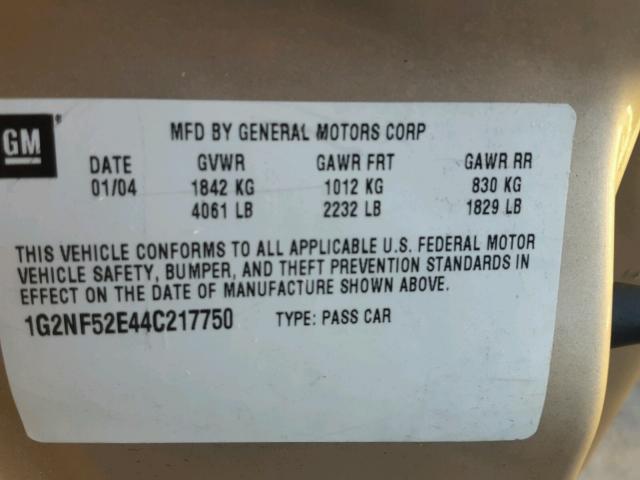 GM ®
MFD BY GENERAL MOTORS CORP
DATE GVWR GAWR FRT GAWR RR
01/04 1842 KG 1012 KG 830 KG
4061 LB 2232 LB 1829 LB
THIS VEHICLE CONFORMS TO ALL APPLICABLE U.S. FEDERAL MOTOR
VEHICLE SAFETY, BUMPER, AND THEFT PREVENTION STANDARDS IN
EFFECT ON THE DATE OF MANUFACTURE SHOWN ABOVE.
1G2NF52E44C217750 TYPE: PASS CAR